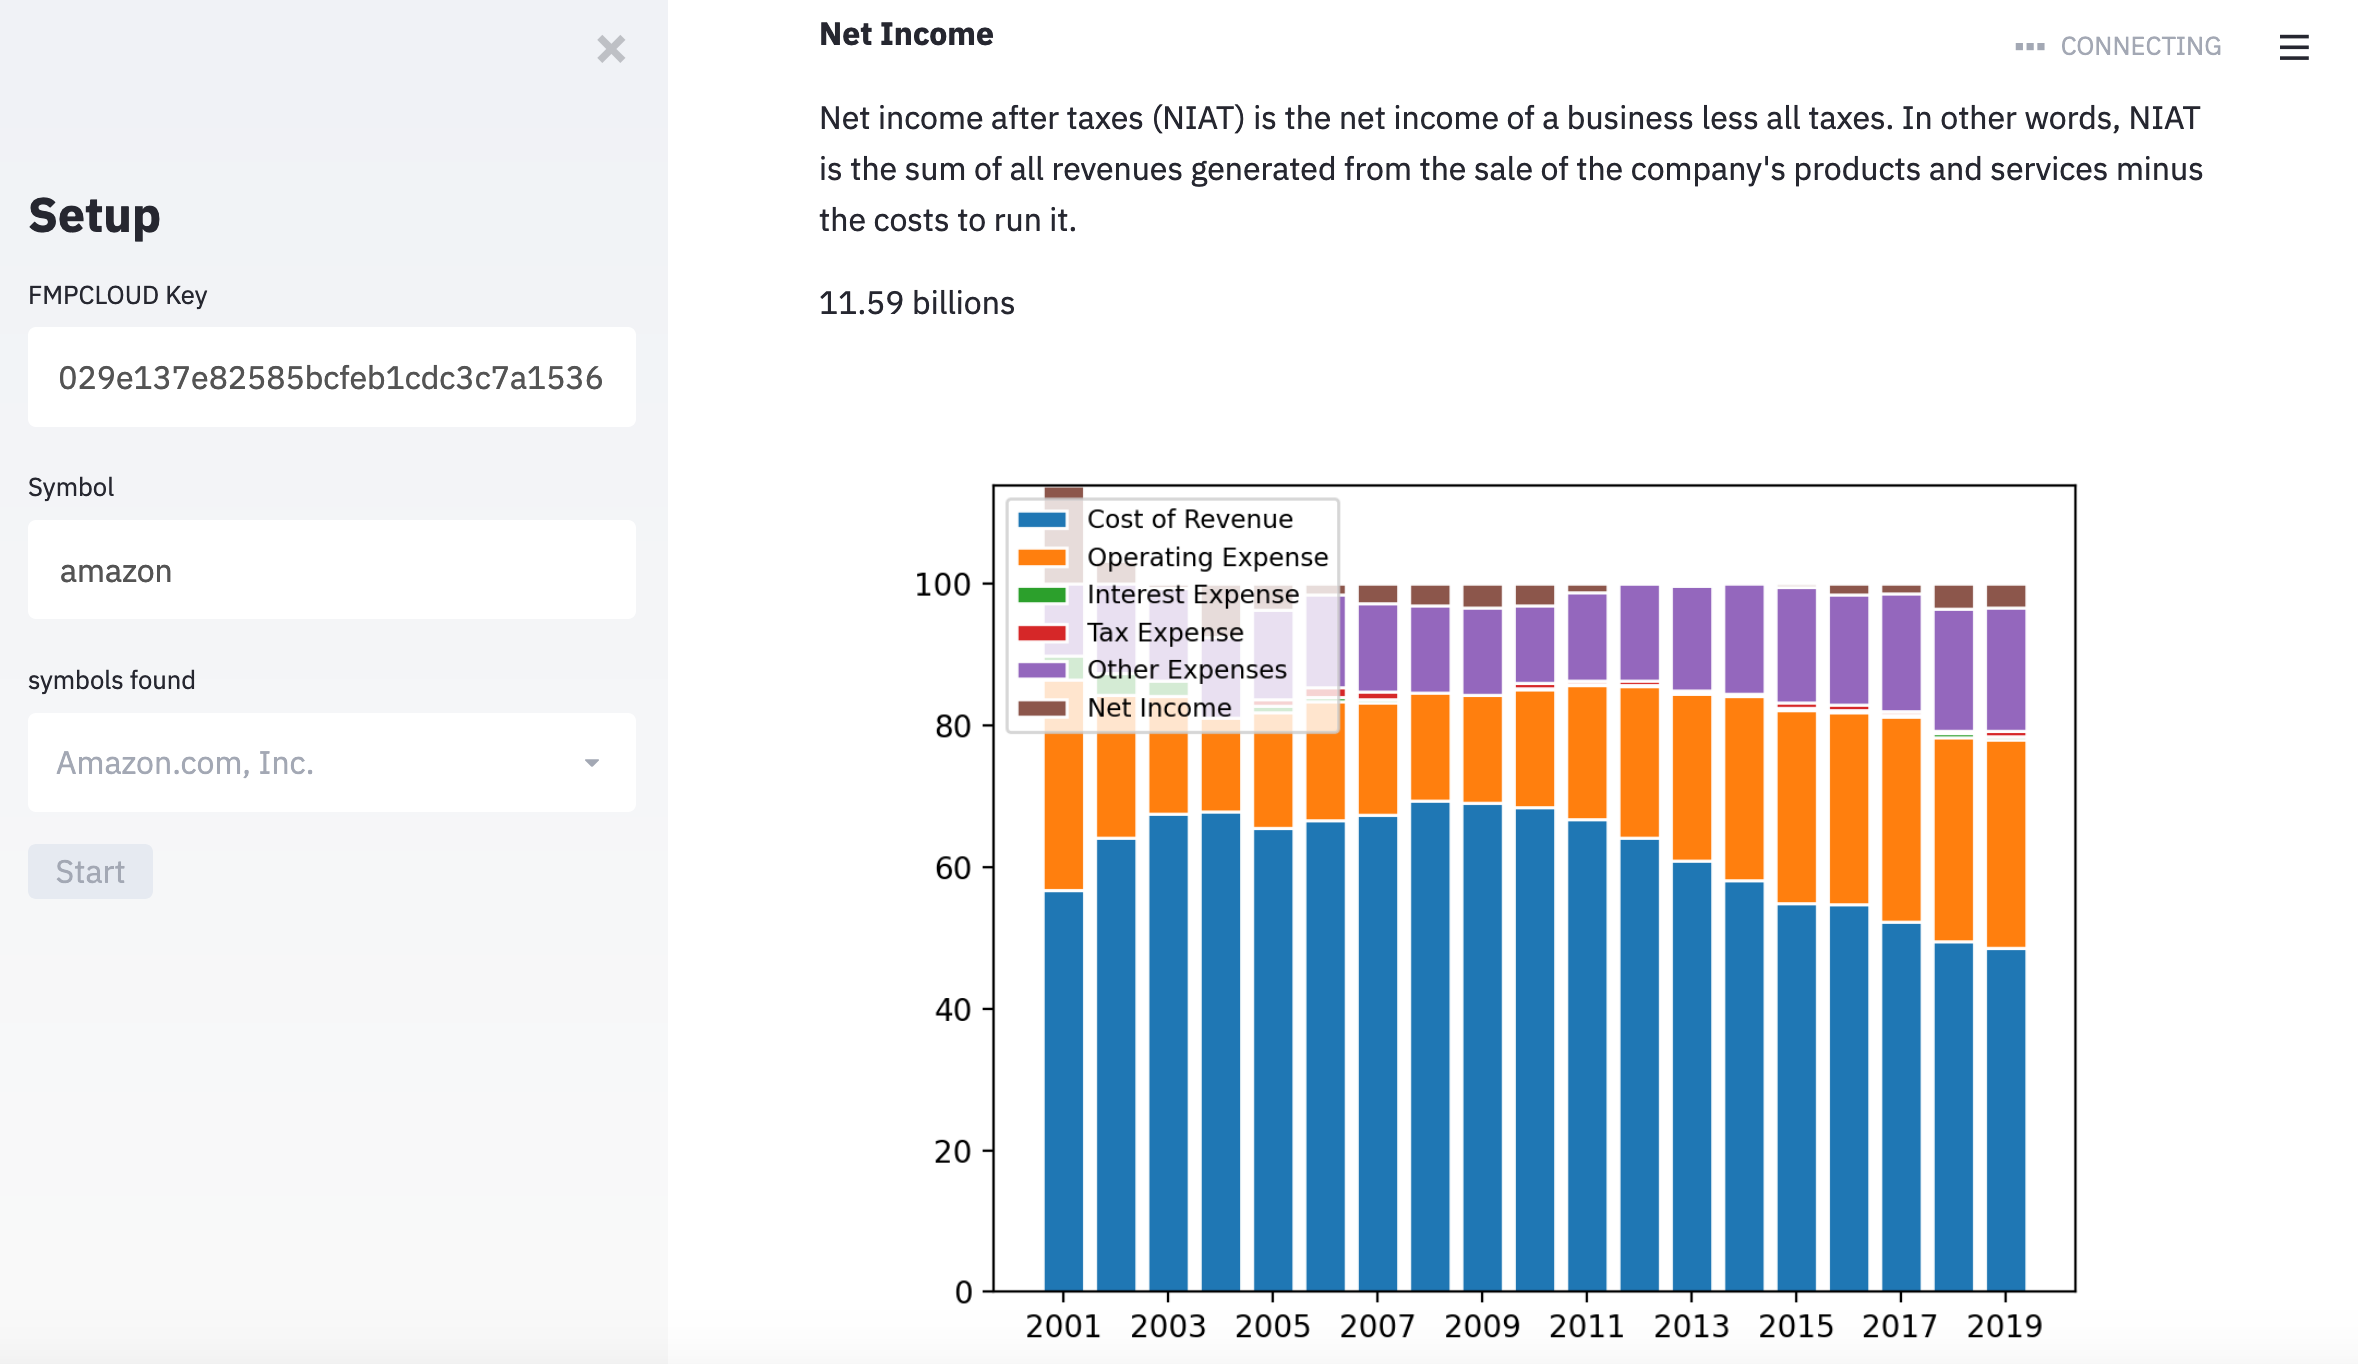 Setup
FMPCLOUD Key
029e137e82585bcfeb1cdc3c7a1536
Symbol
amazon
symbols found
Amazon.com, Inc.
Start
CONNECTING
Net Income
Net income after taxes (NIAT) is the net income of a business less all taxes. In other words, NIAT
is the sum of all revenues generated from the sale of the company's products and services minus
the costs to run it.
11.59 billions
Cost of Revenue
Operating Expense
Interest Expense
Tax Expense
Other Expenses
Net Income
100
80
60
40
20
0
2001 2003 2005 2007 2009 2011 2013 2015 2017 2019